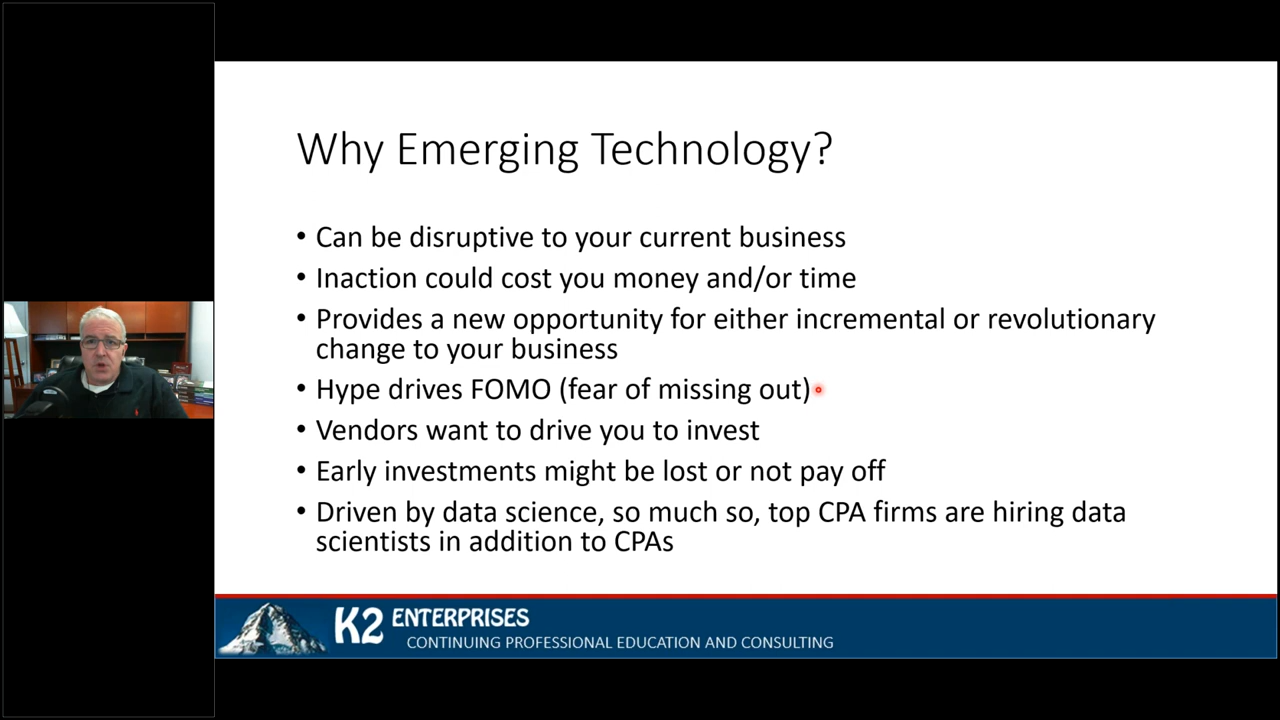 Why Emerging Technology?
• Can be disruptive to your current business
• Inaction could cost you money and/or time
• Provides a new opportunity for either incremental or revolutionary
change to your business
• Hype drives FOMO (fear of missing out)
• Vendors want to drive you to invest
• Early investments might be lost or not pay off
• Driven by data science, so much so, top CPA firms are hiring data
scientists in addition to CPAs
K2 ENTERPRISES
CONTINUING PROFESSIONAL EDUCATION AND CONSULTING